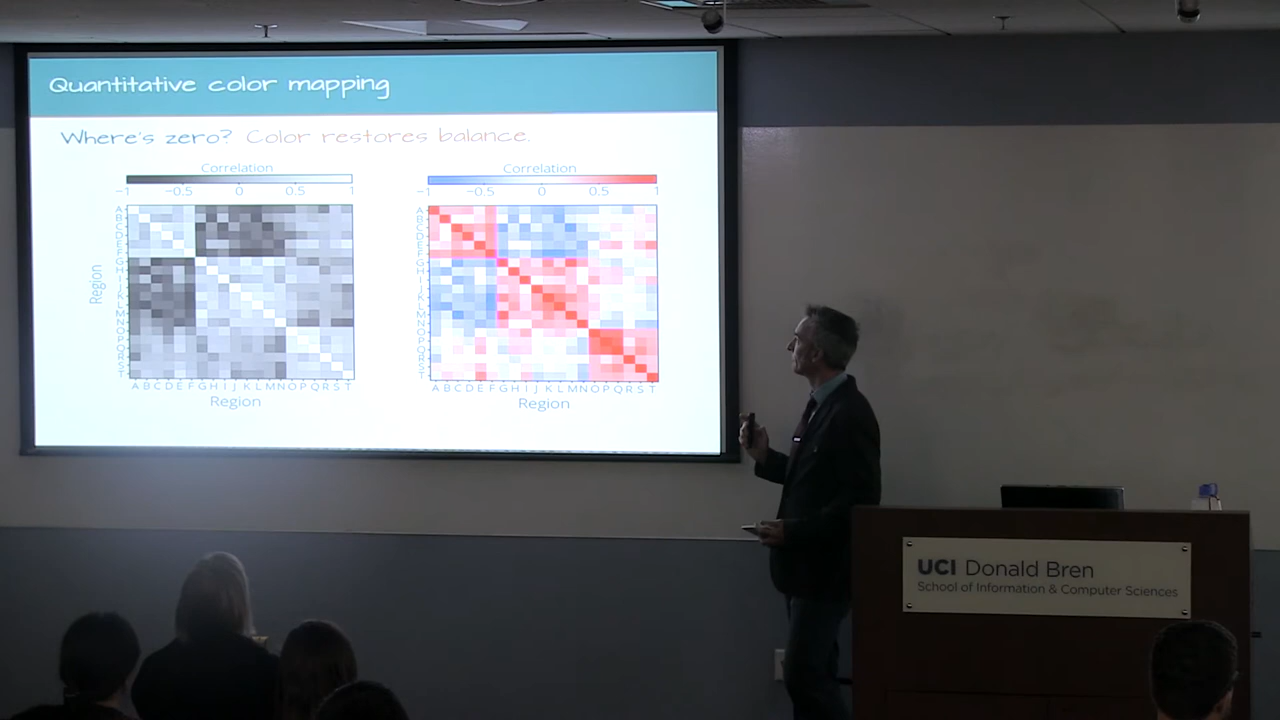 Quantitative color mapping
Where's zero? Color restores balance.
Correlation
−1 −0.5 0 0.5 1
A
B
C
D
E
F
G
H
I
J
K
L
M
N
O
P
Q
R
S
T
Region
A B C D E F G H I J K L M N O P Q R S T
Region
Correlation
−1 −0.5 0 0.5 1
A
B
C
D
E
F
G
H
I
J
K
L
M
N
O
P
Q
R
S
T
A B C D E F G H I J K L M N O P Q R S T
Region
UCI Donald Bren
School of Information & Computer Sciences